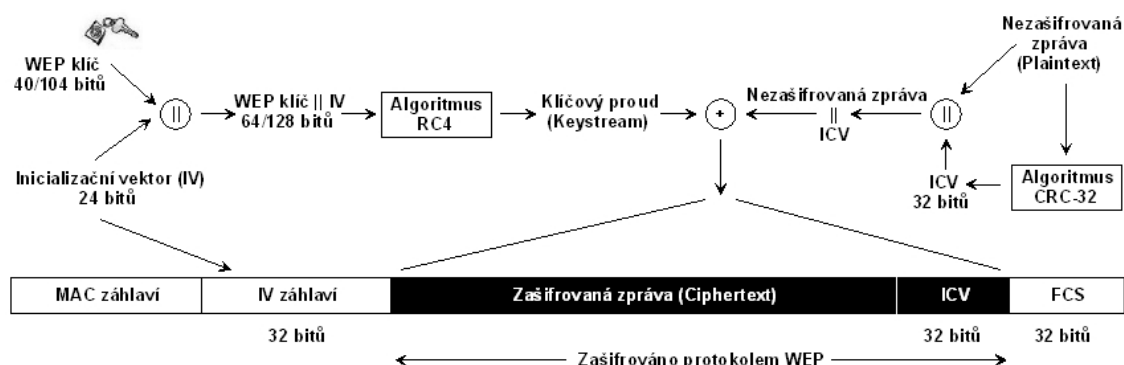 WEP klíč
40/104 bitů
||
WEP klíč || IV
64/128 bitů
Algoritmus
RC4
Klíčový proud
(Keystream)
+
Nezašifrovaná zpráva
||
ICV
||
Nezašifrovaná
zpráva
(Plaintext)
Inicializační vektor (IV)
24 bitů
ICV
32 bitů
Algoritmus
CRC-32
MAC záhlaví
IV záhlaví
Zašifrovaná zpráva (Ciphertext)
ICV
FCS
32 bitů
32 bitů
32 bitů
Zašifrováno protokolem WEP